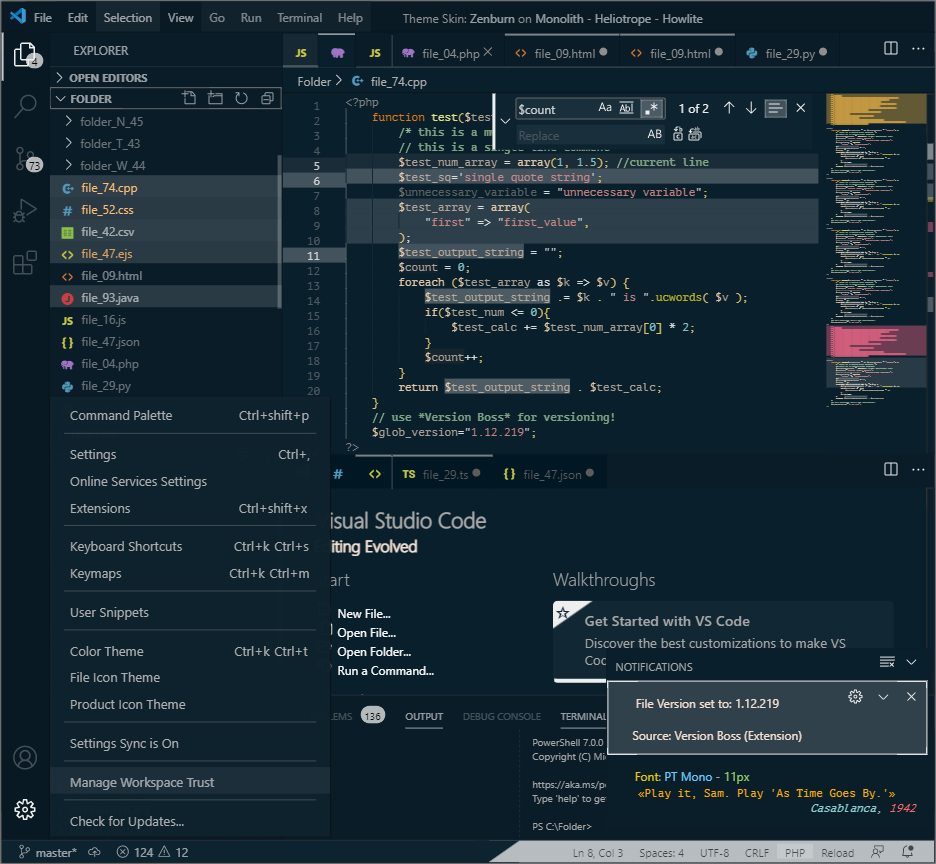 File Edit Selection View Go Run Terminal Help Theme Skin: Zenburn on Monolith - Heliotrope - Howlite
EXPLORER
4
OPEN EDITORS
FOLDER
folder_N_45
folder_T_43
folder_W_44
73
file_74.cpp
file_52.css
file_42.csv
file_47.ejs
file_09.html
file_93.java
JS file_16.js
{} file_47.json
file_04.php
file_29.py
JS JS file_04.php file_09.html file_09.html file_29.py
Folder > file_74.cpp
$count Aa Abl .* 1 of 2
Replace AB
1 <?php
2 function test($test
3 /* this is a m
4 // this is a single line comment
5 $test_num_array = array(1, 1.5); //current line
6 $test_sq='single quote string';
7 $unnecessary_variable = "unnecessary variable";
8 $test_array = array(
9 "first" => "first_value",
10 );
11 $test_output_string = "";
12 $count = 0;
13 foreach ($test_array as $k => $v) {
14 $test_output_string .= $k . " is ".ucwords( $v );
15 if($test_num <= 0){
16 $test_calc += $test_num_array[0] * 2;
17 }
18 $count++;
19 }
20 return $test_output_string . $test_calc;
}
// use *Version Boss* for versioning!
$glob_version="1.12.219";
?>
Command Palette Ctrl+shift+p
Settings Ctrl+,
Online Services Settings
Extensions Ctrl+shift+x
Keyboard Shortcuts Ctrl+k Ctrl+s
Keymaps Ctrl+k Ctrl+m
User Snippets
Color Theme Ctrl+k Ctrl+t
File Icon Theme
Product Icon Theme
Settings Sync is On
Manage Workspace Trust
Check for Updates...
# <> TS file_29.ts {} file_47.json
isual Studio Code
iting Evolved
art
New File...
Open File...
Open Folder...
Run a Command...
Walkthroughs
Get Started with VS Code
Discover the best customizations to make VS
Coc
NOTIFICATIONS
File Version set to: 1.12.219
Source: Version Boss (Extension)
LEMS 136 OUTPUT DEBUG CONSOLE TERMINAL
PowerShell 7.0.0
Copyright (C) Mic
https://aka.ms/po
Type 'help' to get
PS C:\Folder>
Font: PT Mono - 11px
«Play it, Sam. Play 'As Time Goes By.'»
Casablanca, 1942
master* 124 12 Ln 8, Col 3 Spaces: 4 UTF-8 CRLF PHP Reload